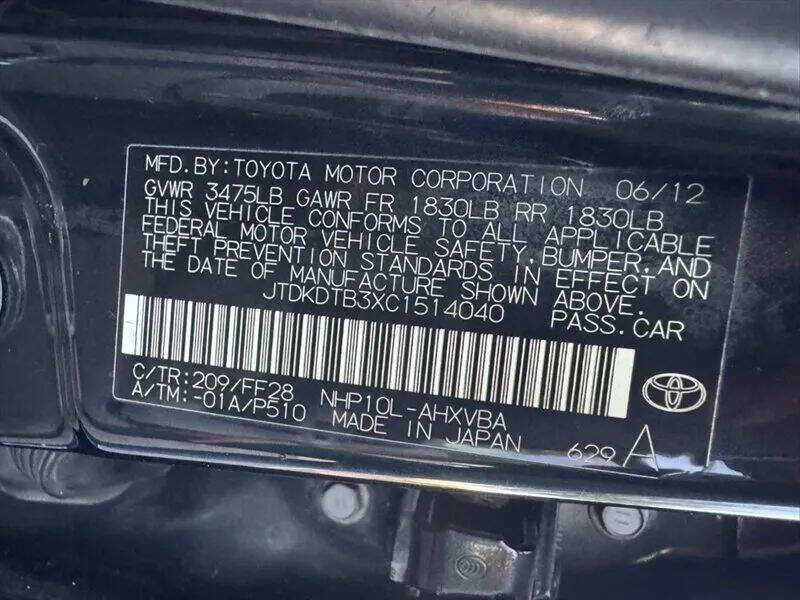 MFD.BY:TOYOTA MOTOR CORPORATION 06/12
GVWR 3475LB GAWR FR 1830LB RR 1830LB
THIS VEHICLE CONFORMS TO ALL APPLICABLE
FEDERAL MOTOR VEHICLE SAFETY,BUMPER,AND
THEFT PREVENTION STANDARDS IN EFFECT ON
THE DATE OF MANUFACTURE SHOWN ABOVE.
JTDKDTB3XC1514040 PASS.CAR
C/TR:209/FF28 NHP10L-AHXVBA
A/TM:-01A/P510 MADE IN JAPAN
629 A